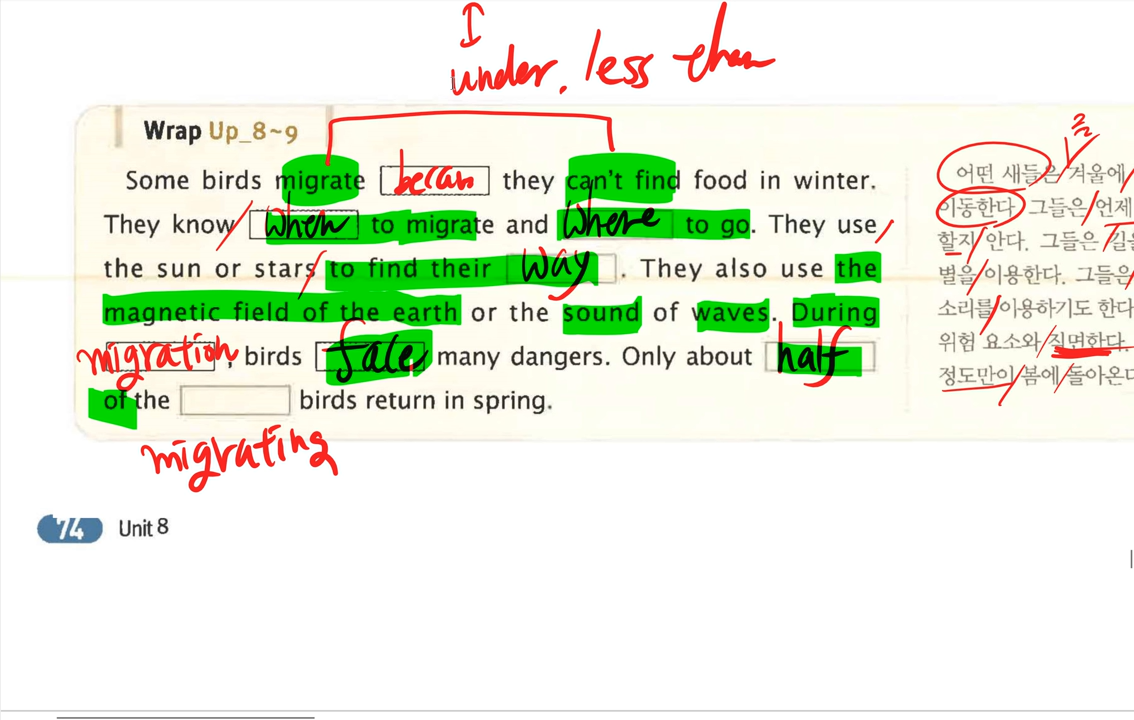 under. less than
Wrap Up_8~9
Some birds migrate becau they can't find food in winter.
They know when to migrate and where to go. They use
the sun or stars to find their way. They also use the
magnetic field of the earth or the sound of waves. During
migration, birds face many dangers. Only about half
of the birds return in spring.
migrating
어떤 새들은 겨울에
이동한다. 그들은 언제
할지 안다. 그들은 길을
별을 이용한다. 그들은
소리를 이용하기도 한다
위험 요소와 직면한다.
정도만이 봄에 돌아온다
74 Unit 8